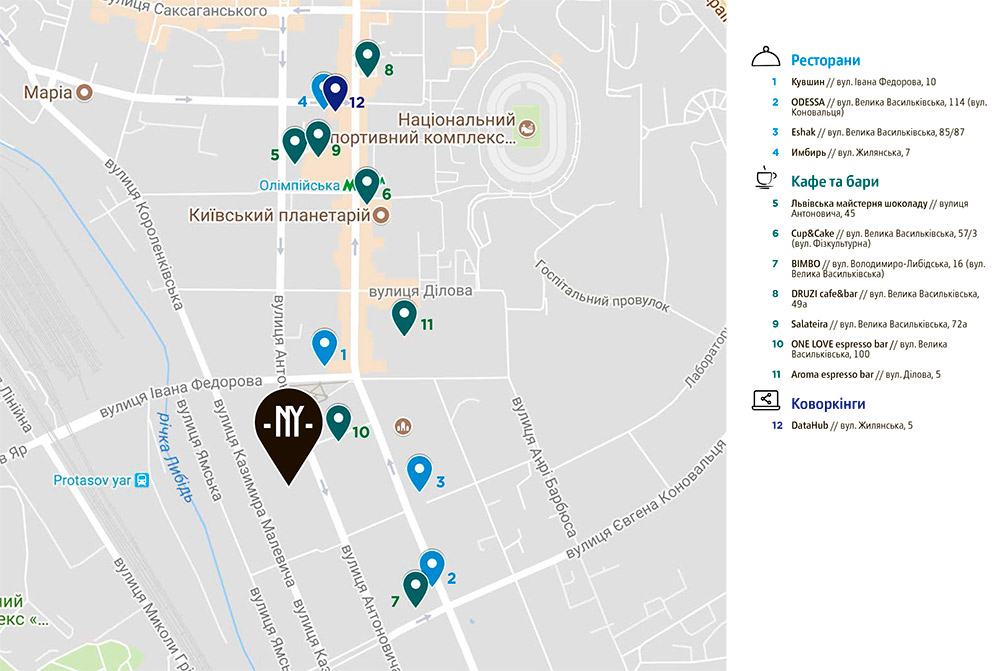 вулиця Саксаганського
Марія
8
4
12
Національний
спортивний комплекс...
5
9
Олімпійська
6
Київський планетарій
вулиця Короленківська
вулиця Ділова
Госпітальний провулок
11
1
вулиця Анто
вулиця Івана Федорова
Лаборатор
Лінійна
в Яр
-NY-
10
річка Либідь
вулиця Ямська
вулиця Казимира Малевича
Protasov yar
3
вулиця Анрі Барбюса
вулиця Євгена Коновальця
2
7
вулиця Антоновича
вулиця Миколи Грі
вулиця Ямс
вулиця Каз
ний
екс «...
Ресторани
1 Кувшин // вул. Івана Федорова, 10
2 ODESSA // вул. Велика Васильківська, 114 (вул.
Коновальця)
3 Eshak // вул. Велика Васильківська, 85/87
4 Имбирь // вул. Жилянська, 7
Кафе та бари
5 Львівська майстерня шоколаду // вулиця
Антоновича, 45
6 Cup&Cake // вул. Велика Васильківська, 57/3
(вул. Фізкультурна)
7 BIMBO // вул. Володимиро-Либідська, 16 (вул.
Велика Васильківська)
8 DRUZI cafe&bar // вул. Велика Васильківська,
49а
9 Salateira // вул. Велика Васильківська, 72а
10 ONE LOVE espresso bar // вул. Велика
Васильківська, 100
11 Aroma espresso bar // вул. Ділова, 5
Коворкінги
12 DataHub // вул. Жилянська, 5